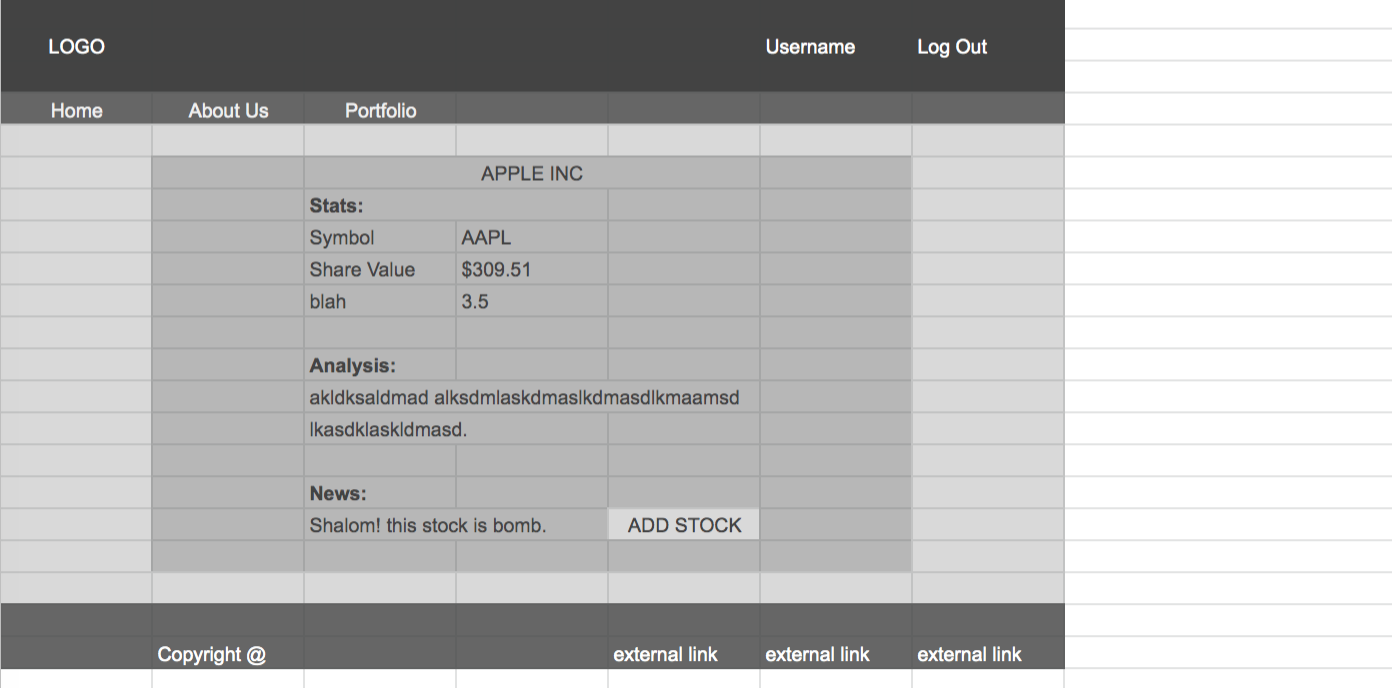 LOGO Username Log Out
Home About Us Portfolio
APPLE INC
Stats:
Symbol AAPL
Share Value $309.51
blah 3.5
Analysis:
akldksaldmad alksdmlaskdmaslkdmasdlkmaamsd
lkasdklaskldmasd.
News:
Shalom! this stock is bomb. ADD STOCK
Copyright @ external link external link external link